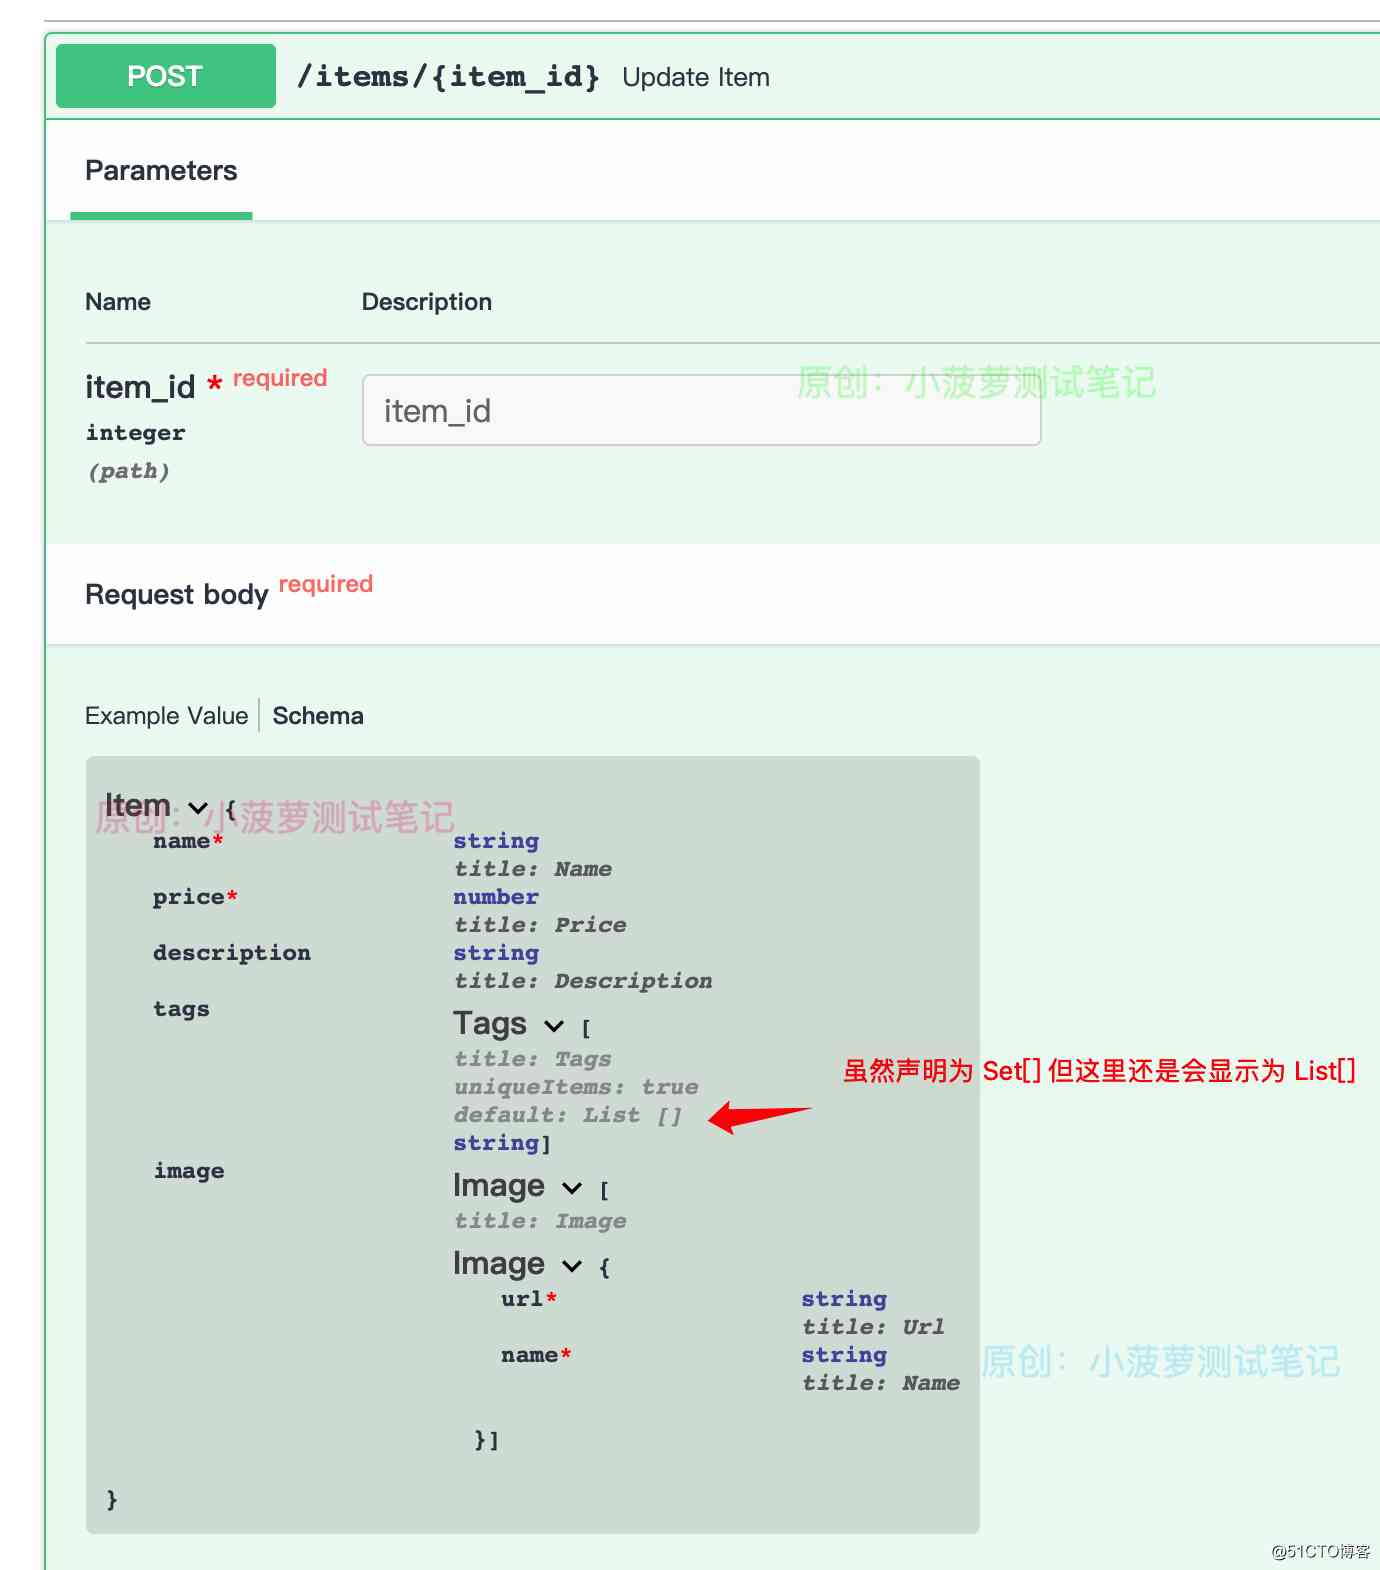 POST /items/{item_id} Update Item
Parameters
Name Description
item_id * required
integer
(path)
item_id
原创：小菠萝测试笔记
Request body required
Example Value Schema
Item {
原创：小菠萝测试笔记
name* string
title: Name
price* number
title: Price
description string
title: Description
tags Tags [
title: Tags
uniqueItems: true
default: List []
string]
虽然声明为 Set[] 但这里还是会显示为 List[]
image Image [
title: Image
Image {
url* string
title: Url
name* string
title: Name
原创：小菠萝测试笔记
}]
}
@51CTO博客